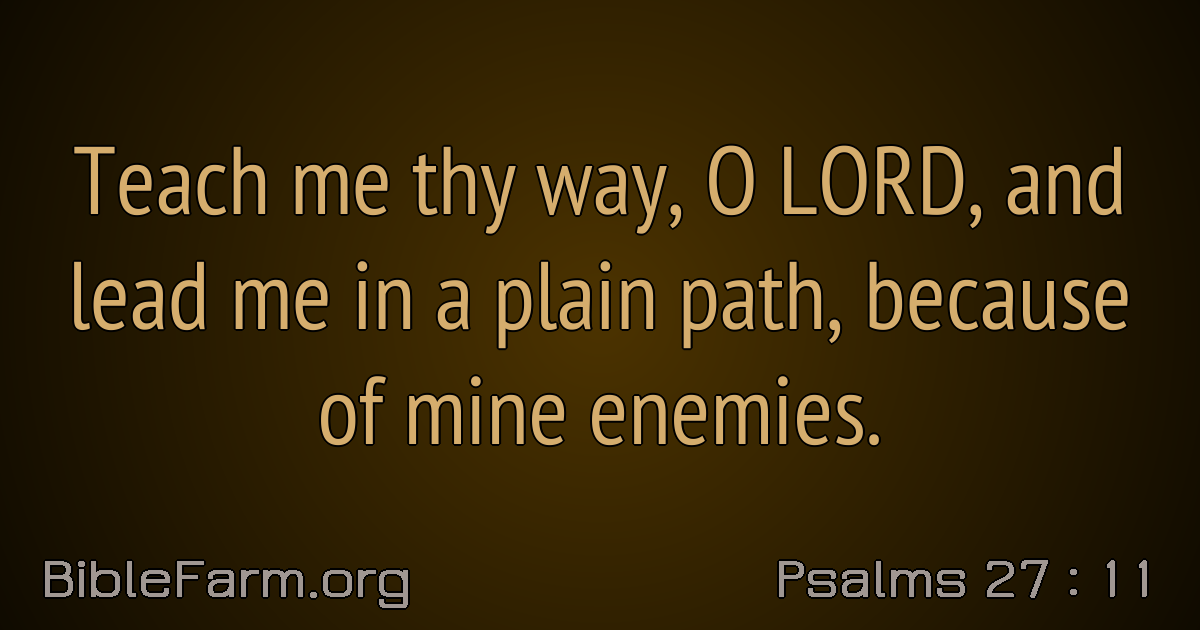 Teach me thy way, O LORD, and
lead me in a plain path, because
of mine enemies.
BibleFarm.org
Psalms 27 : 11